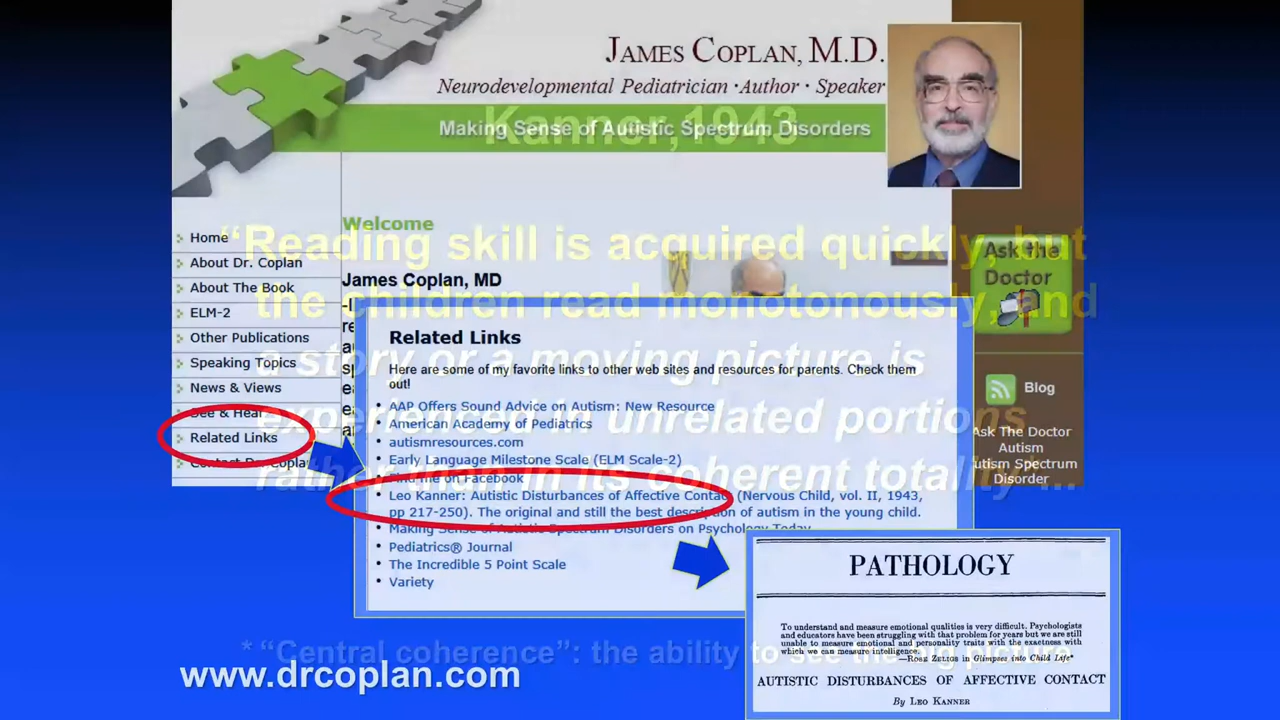 JAMES COPLAN, M.D.
Neurodevelopmental Pediatrician · Author · Speaker
Kanner, 1943
Making Sense of Autistic Spectrum Disorders
Welcome
Home
About Dr. Coplan
About The Book
ELM-2
Other Publications
Speaking Topics
News & Views
See & Hear
Related Links
Contact Dr. Coplan
James Coplan, MD
“Reading skill is acquired quickly, but
the children read monotonously, and
a story or a moving picture is
experienced in unrelated portions
rather than in its coherent totality”...
Related Links
Here are some of my favorite links to other web sites and resources for parents. Check them
out!
• AAP Offers Sound Advice on Autism: New Resource
• American Academy of Pediatrics
• autismresources.com
• Early Language Milestone Scale (ELM Scale-2)
• Find me on Facebook
• Leo Kanner: Autistic Disturbances of Affective Contact (Nervous Child, vol. II, 1943,
pp 217-250). The original and still the best description of autism in the young child.
• Making Sense of Autistic Spectrum Disorders on Psychology Today
• Pediatrics® Journal
• The Incredible 5 Point Scale
• Variety
Ask the
Doctor
Blog
Ask The Doctor
Autism
Autism Spectrum
Disorder
PATHOLOGY
To understand and measure emotional qualities is very difficult. Psychologists
and educators have been struggling with that problem for years but we are still
unable to measure emotional and personality traits with the exactness with
which we can measure intelligence.
—ROSE ZELIGS in Glimpses into Child Life*
AUTISTIC DISTURBANCES OF AFFECTIVE CONTACT
By LEO KANNER
* “Central coherence”: the ability to see the big picture
www.drcoplan.com